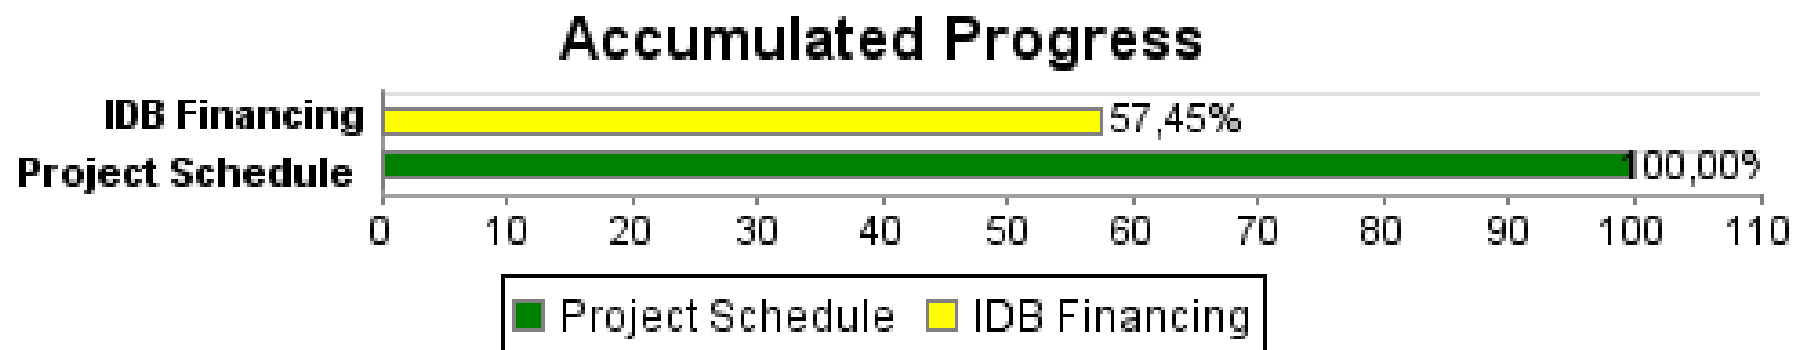 Accumulated Progress
IDB Financing 57,45%
Project Schedule 100,00%
0 10 20 30 40 50 60 70 80 90 100 110
Project Schedule IDB Financing